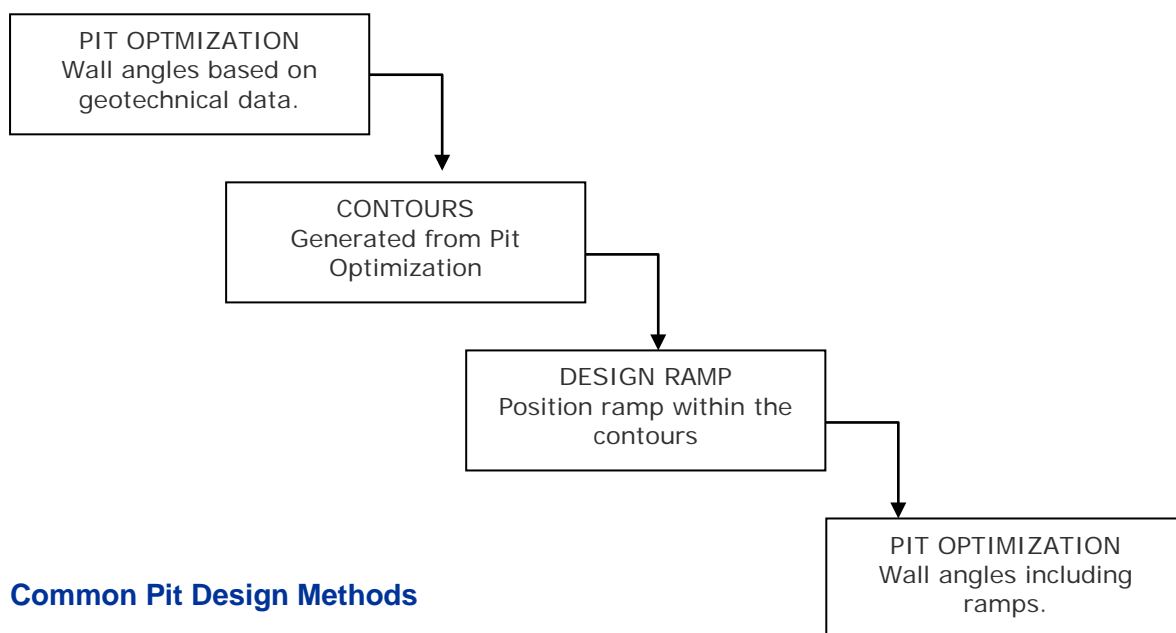 PIT OPTMIZATION
Wall angles based on
geotechnical data.
CONTOURS
Generated from Pit
Optimization
DESIGN RAMP
Position ramp within the
contours
PIT OPTIMIZATION
Wall angles including
ramps.
Common Pit Design Methods